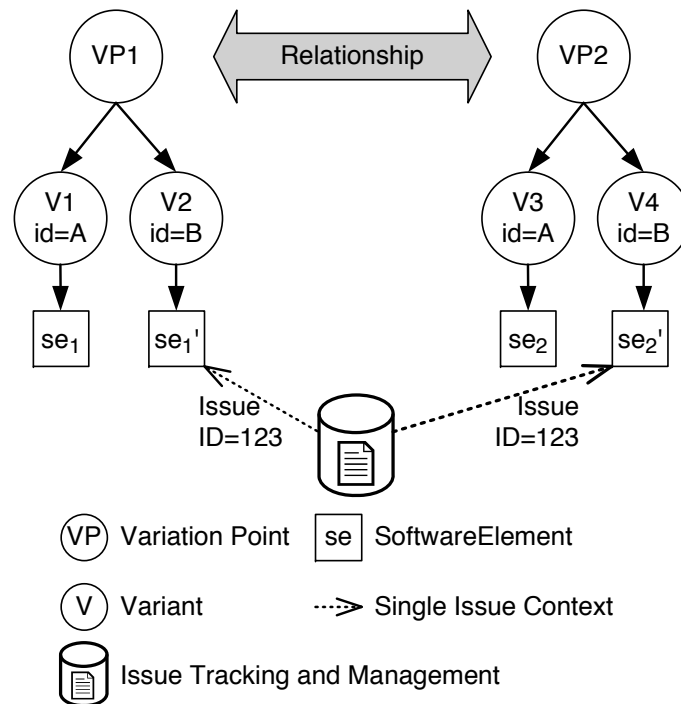 VP1
Relationship
VP2
V1
id=A
V2
id=B
V3
id=A
V4
id=B
se₁
se₁'
se₂
se₂'
Issue
ID=123
Issue
ID=123
VP Variation Point
se SoftwareElement
V Variant
Single Issue Context
Issue Tracking and Management